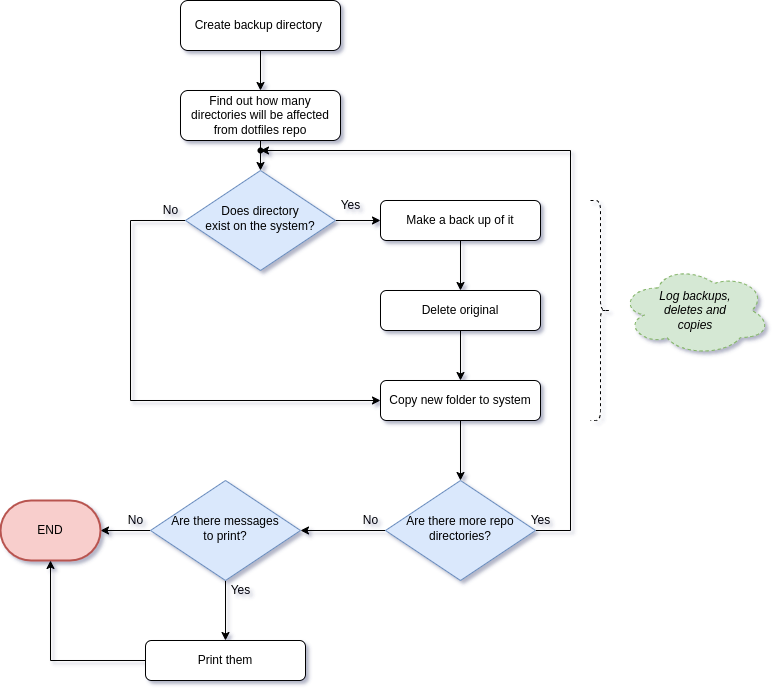 Create backup directory
Find out how many
directories will be affected
from dotfiles repo
No
Does directory
exist on the system?
Yes
Make a back up of it
Delete original
Log backups,
deletes and
copies
Copy new folder to system
END
No
Are there messages
to print?
No
Are there more repo
directories?
Yes
Yes
Print them